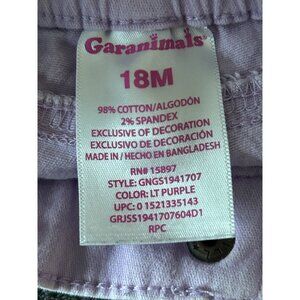 Garanimals
18M
98% COTTON/ALGODÓN
2% SPANDEX
EXCLUSIVE OF DECORATION
EXCLUSIVO DE DECORACIÓN
MADE IN / HECHO EN BANGLADESH
RN# 15897
STYLE: GNGS1941707
COLOR: LT PURPLE
UPC: 0 1521335143
GRJSS1941707604D1
RPC